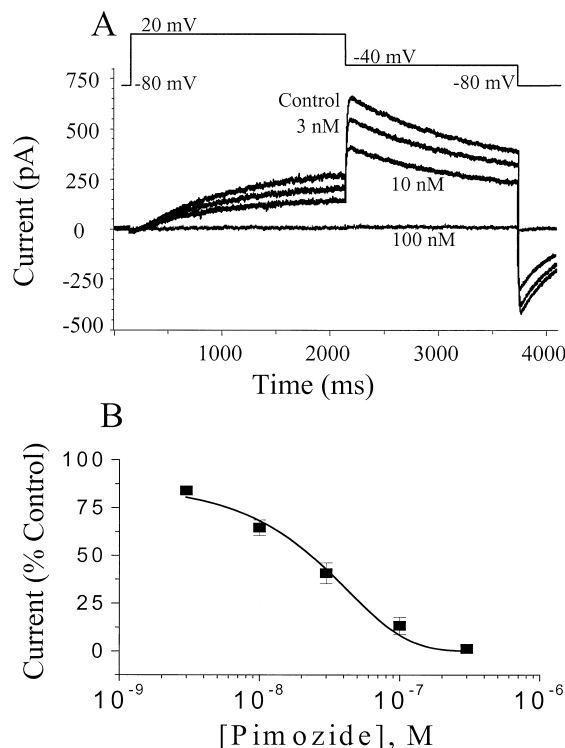 A
20 mV
-40 mV
-80 mV
-80 mV
750
500
250
0
-250
-500
Current (pA)
Control
3 nM
10 nM
100 nM
1000
2000
3000
4000
Time (ms)
B
100
75
50
25
0
Current (% Control)
10-9
10-8
10-7
10-6
[Pimozide], M